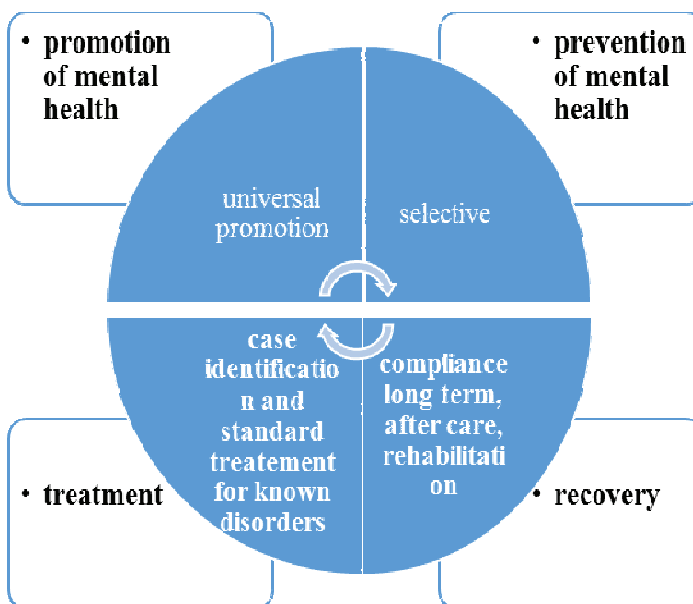 • promotion
of mental
health
• prevention
of mental
health
universal
promotion
selective
case
identificatio
n and
standard
treatement
for known
disorders
compliance
long term,
after care,
rehabilitati
on
• treatment
• recovery